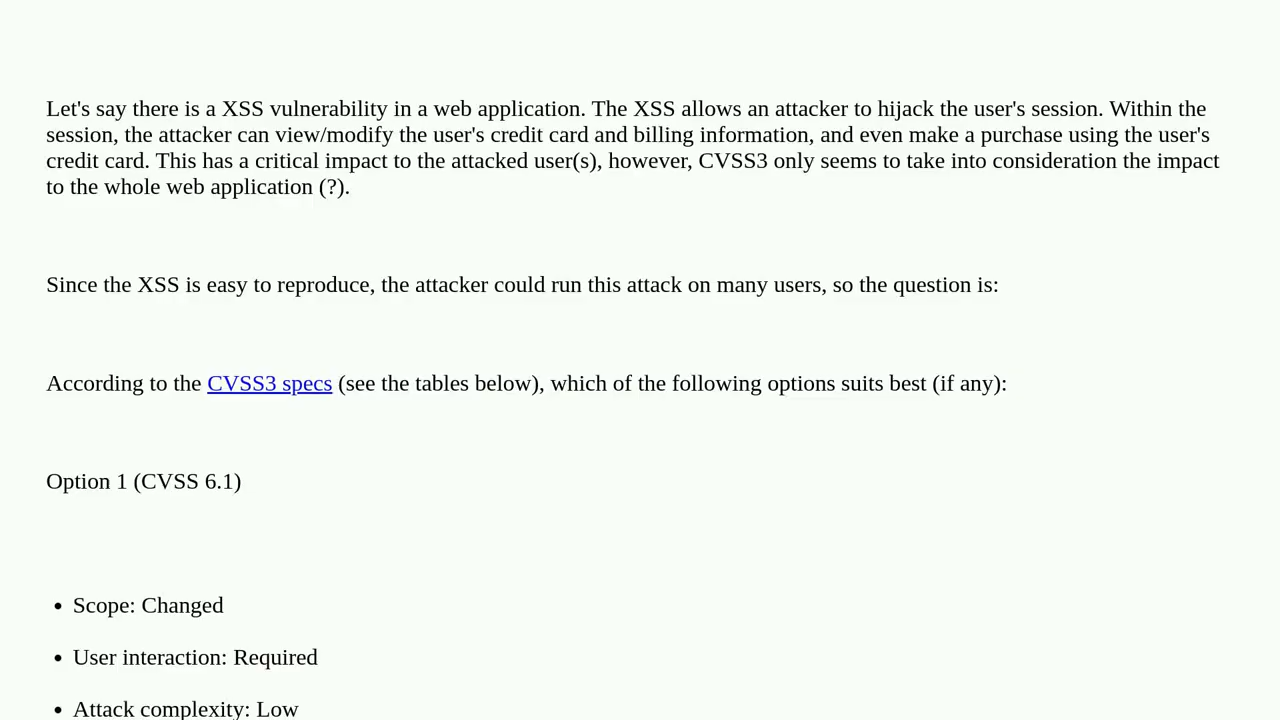 Let's say there is a XSS vulnerability in a web application. The XSS allows an attacker to hijack the user's session. Within the
session, the attacker can view/modify the user's credit card and billing information, and even make a purchase using the user's
credit card. This has a critical impact to the attacked user(s), however, CVSS3 only seems to take into consideration the impact
to the whole web application (?).
Since the XSS is easy to reproduce, the attacker could run this attack on many users, so the question is:
According to the CVSS3 specs (see the tables below), which of the following options suits best (if any):
Option 1 (CVSS 6.1)
• Scope: Changed
• User interaction: Required
• Attack complexity: Low